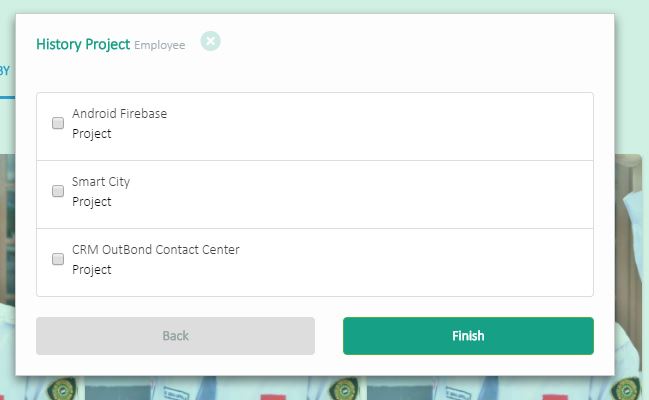 History Project Employee
BY
Android Firebase
Project
Smart City
Project
CRM OutBond Contact Center
Project
Back
Finish